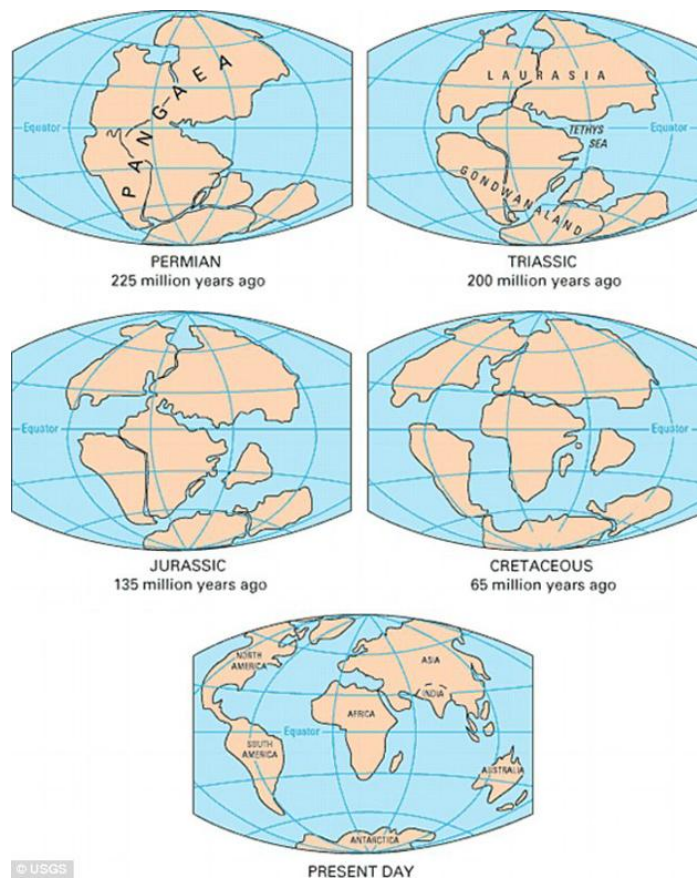 PANGAEA
Equator
PERMIAN
225 million years ago
LAURASIA
TETHYS
SEA
Equator
GONDWANALAND
TRIASSIC
200 million years ago
Equator
JURASSIC
135 million years ago
Equator
CRETACEOUS
65 million years ago
NORTH
AMERICA
ASIA
INDIA
AFRICA
Equator
SOUTH
AMERICA
AUSTRALIA
ANTARCTICA
PRESENT DAY
© USGS